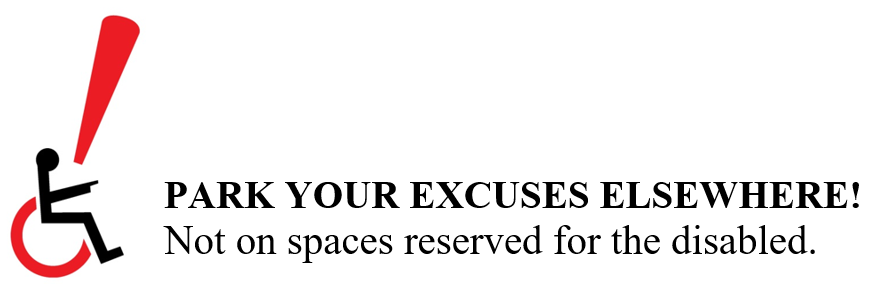 PARK YOUR EXCUSES ELSEWHERE!
Not on spaces reserved for the disabled.